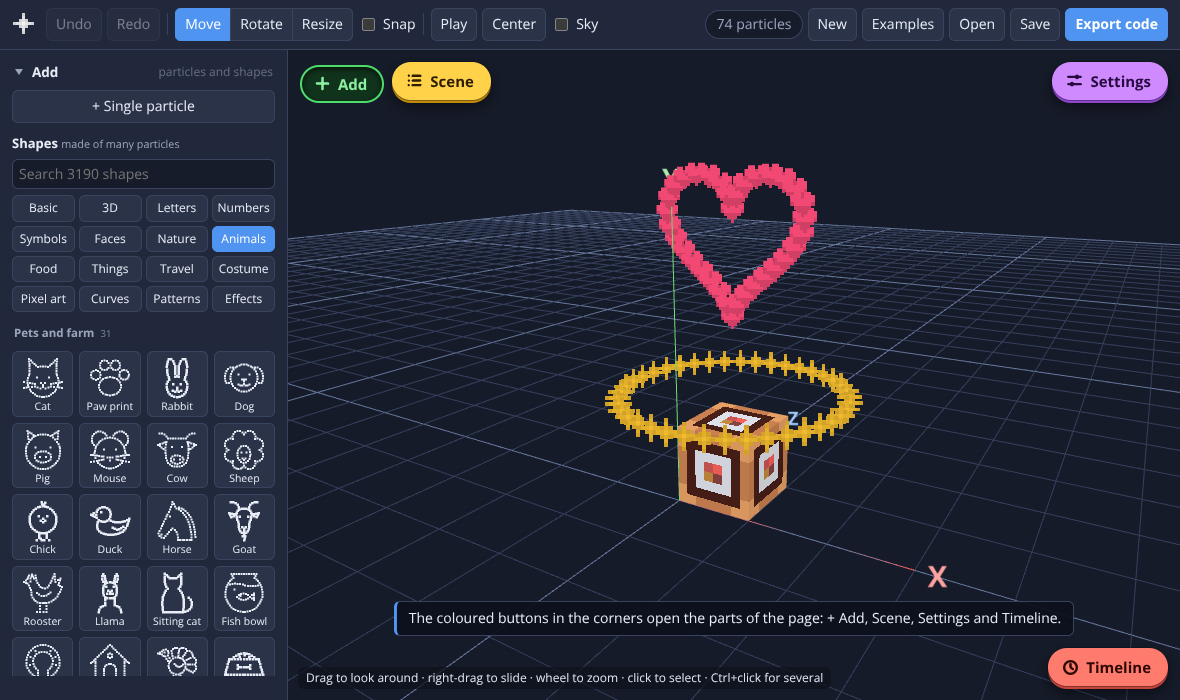 Undo Redo Move Rotate Resize Snap Play Center Sky 74 particles New Examples Open Save Export code
Add particles and shapes
+ Single particle
Shapes made of many particles
Search 3190 shapes
Basic 3D Letters Numbers
Symbols Faces Nature Animals
Food Things Travel Costume
Pixel art Curves Patterns Effects
Pets and farm 31
Cat Paw print Rabbit Dog
Pig Mouse Cow Sheep
Chick Duck Horse Goat
Rooster Llama Sitting cat Fish bowl
+ Add
Scene
Settings
Y
Z
X
The coloured buttons in the corners open the parts of the page: + Add, Scene, Settings and Timeline.
Drag to look around · right-drag to slide · wheel to zoom · click to select · Ctrl+click for several
Timeline